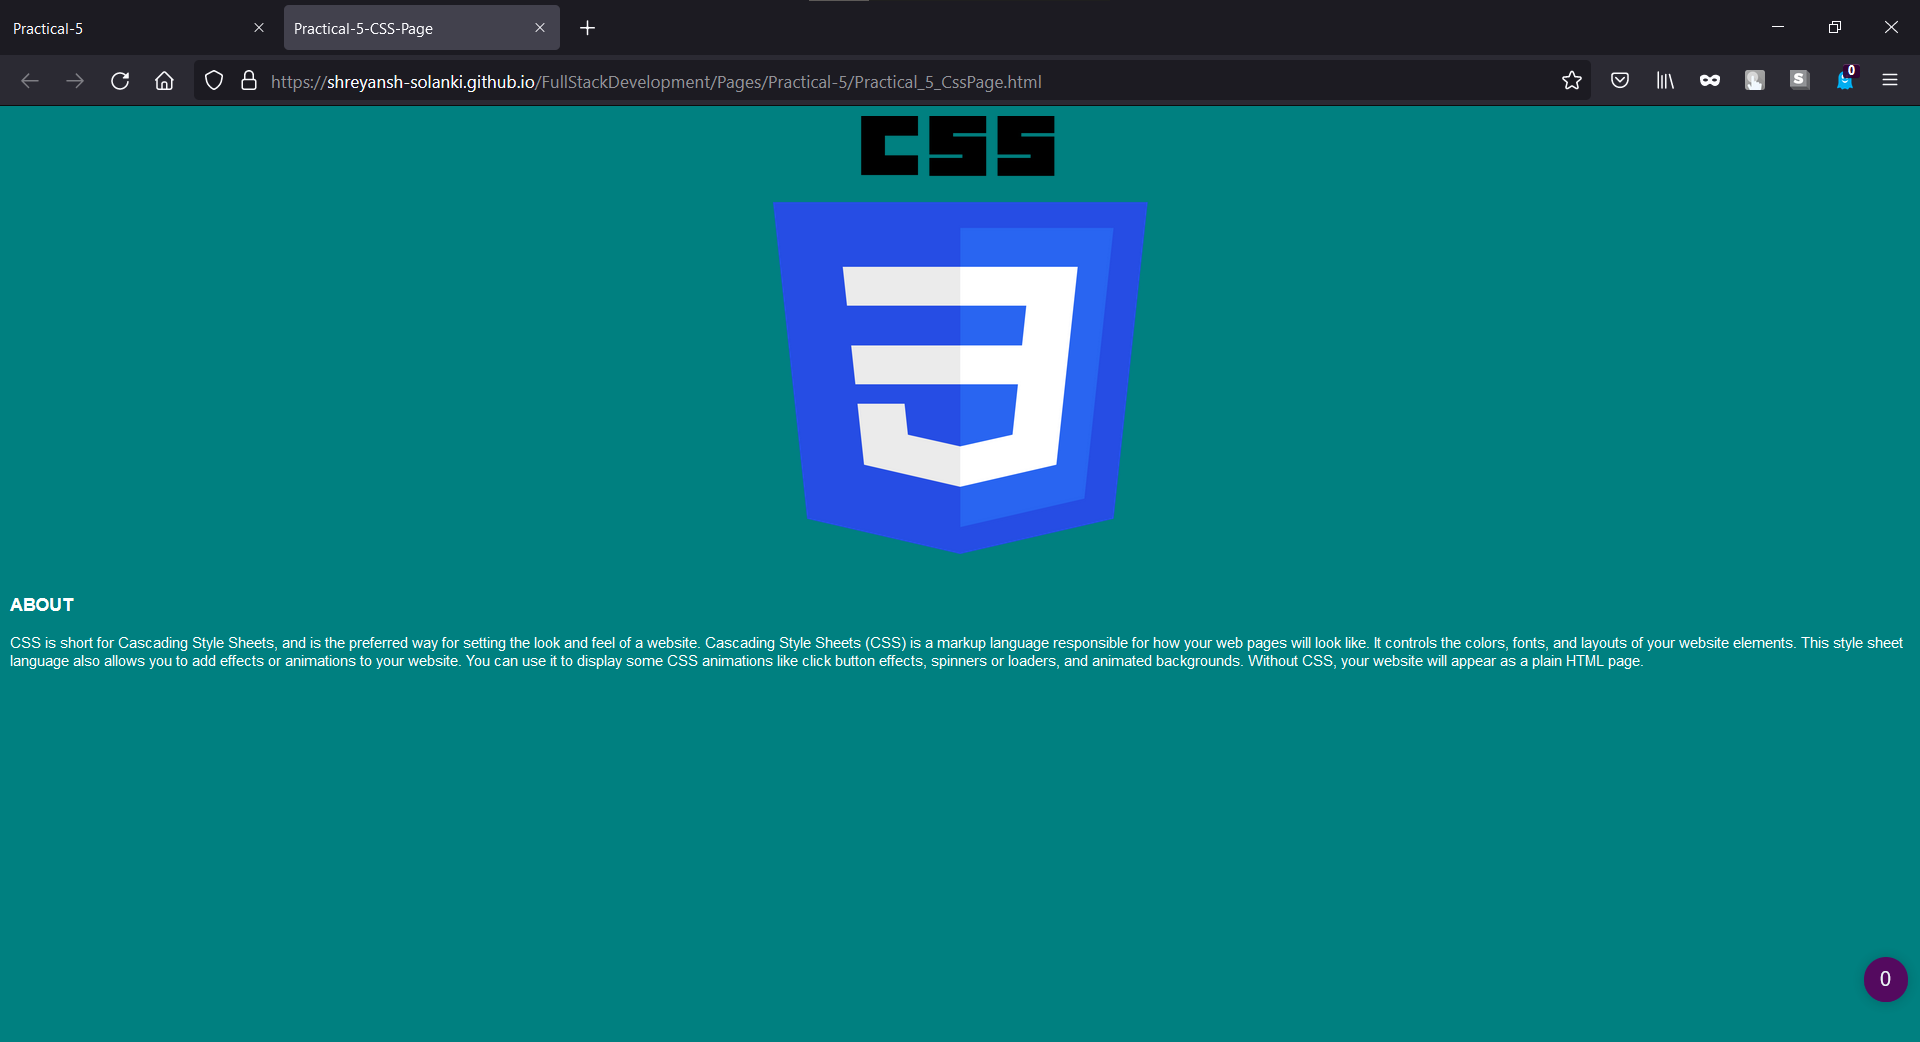 Practical-5
Practical-5-CSS-Page
https://shreyansh-solanki.github.io/FullStackDevelopment/Pages/Practical-5/Practical_5_CssPage.html
S
0
CSS
3
ABOUT
CSS is short for Cascading Style Sheets, and is the preferred way for setting the look and feel of a website. Cascading Style Sheets (CSS) is a markup language responsible for how your web pages will look like. It controls the colors, fonts, and layouts of your website elements. This style sheet
language also allows you to add effects or animations to your website. You can use it to display some CSS animations like click button effects, spinners or loaders, and animated backgrounds. Without CSS, your website will appear as a plain HTML page.
0